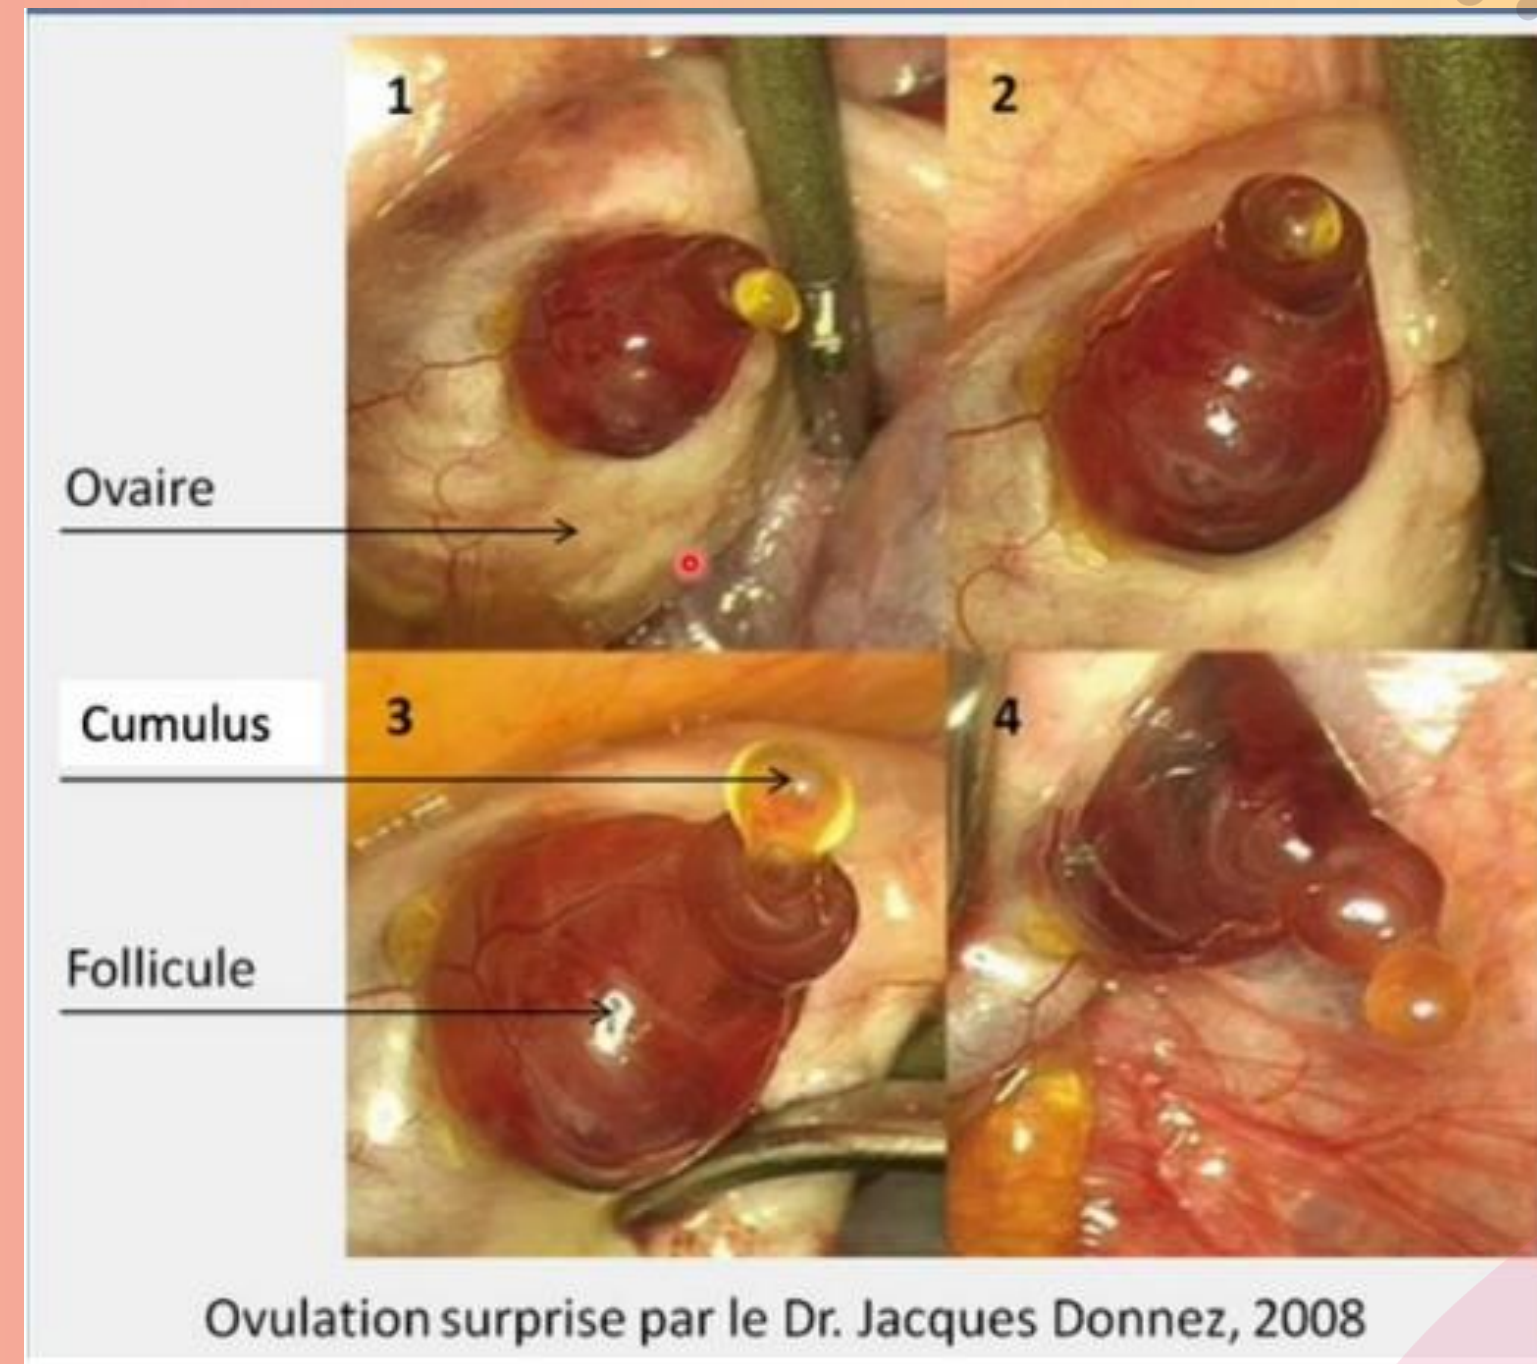 1
2
Ovaire
Cumulus
3
4
Follicule
Ovulation surprise par le Dr. Jacques Donnez, 2008